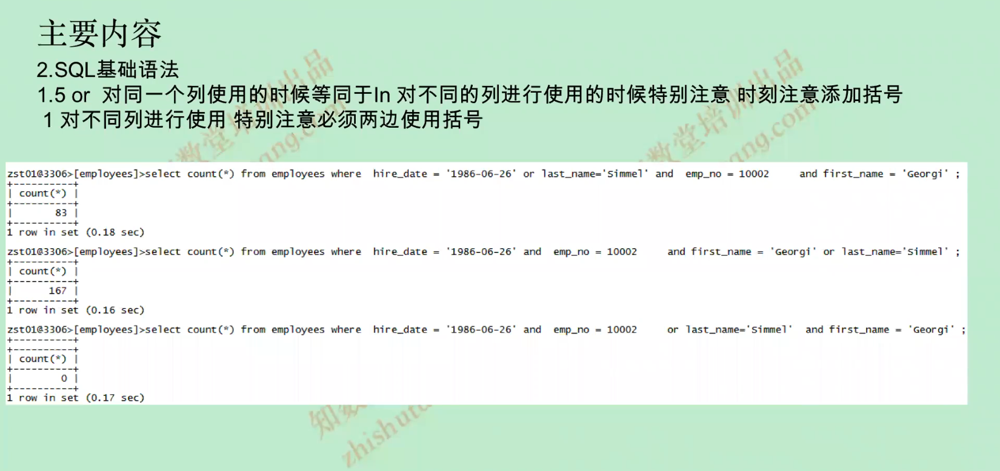 主要内容
2.SQL基础语法
1.5 or  对同一个列使用的时候等同于In 对不同的列进行使用的时候特别注意 时刻注意添加括号
1 对不同列进行使用 特别注意必须两边使用括号
zst01@3306>[employees]>select count(*) from employees where  hire_date = '1986-06-26' or last_name='Simmel' and  emp_no = 10002     and first_name = 'Georgi' ;
+----------+
| count(*) |
+----------+
|       83 |
+----------+
1 row in set (0.18 sec)
zst01@3306>[employees]>select count(*) from employees where  hire_date = '1986-06-26' and  emp_no = 10002     and first_name = 'Georgi' or last_name='Simmel' ;
+----------+
| count(*) |
+----------+
|      167 |
+----------+
1 row in set (0.16 sec)
zst01@3306>[employees]>select count(*) from employees where  hire_date = '1986-06-26' and  emp_no = 10002     or last_name='Simmel'  and first_name = 'Georgi' ;
+----------+
+----------+
| count(*) |
+----------+
|        0 |
+----------+
1 row in set (0.17 sec)